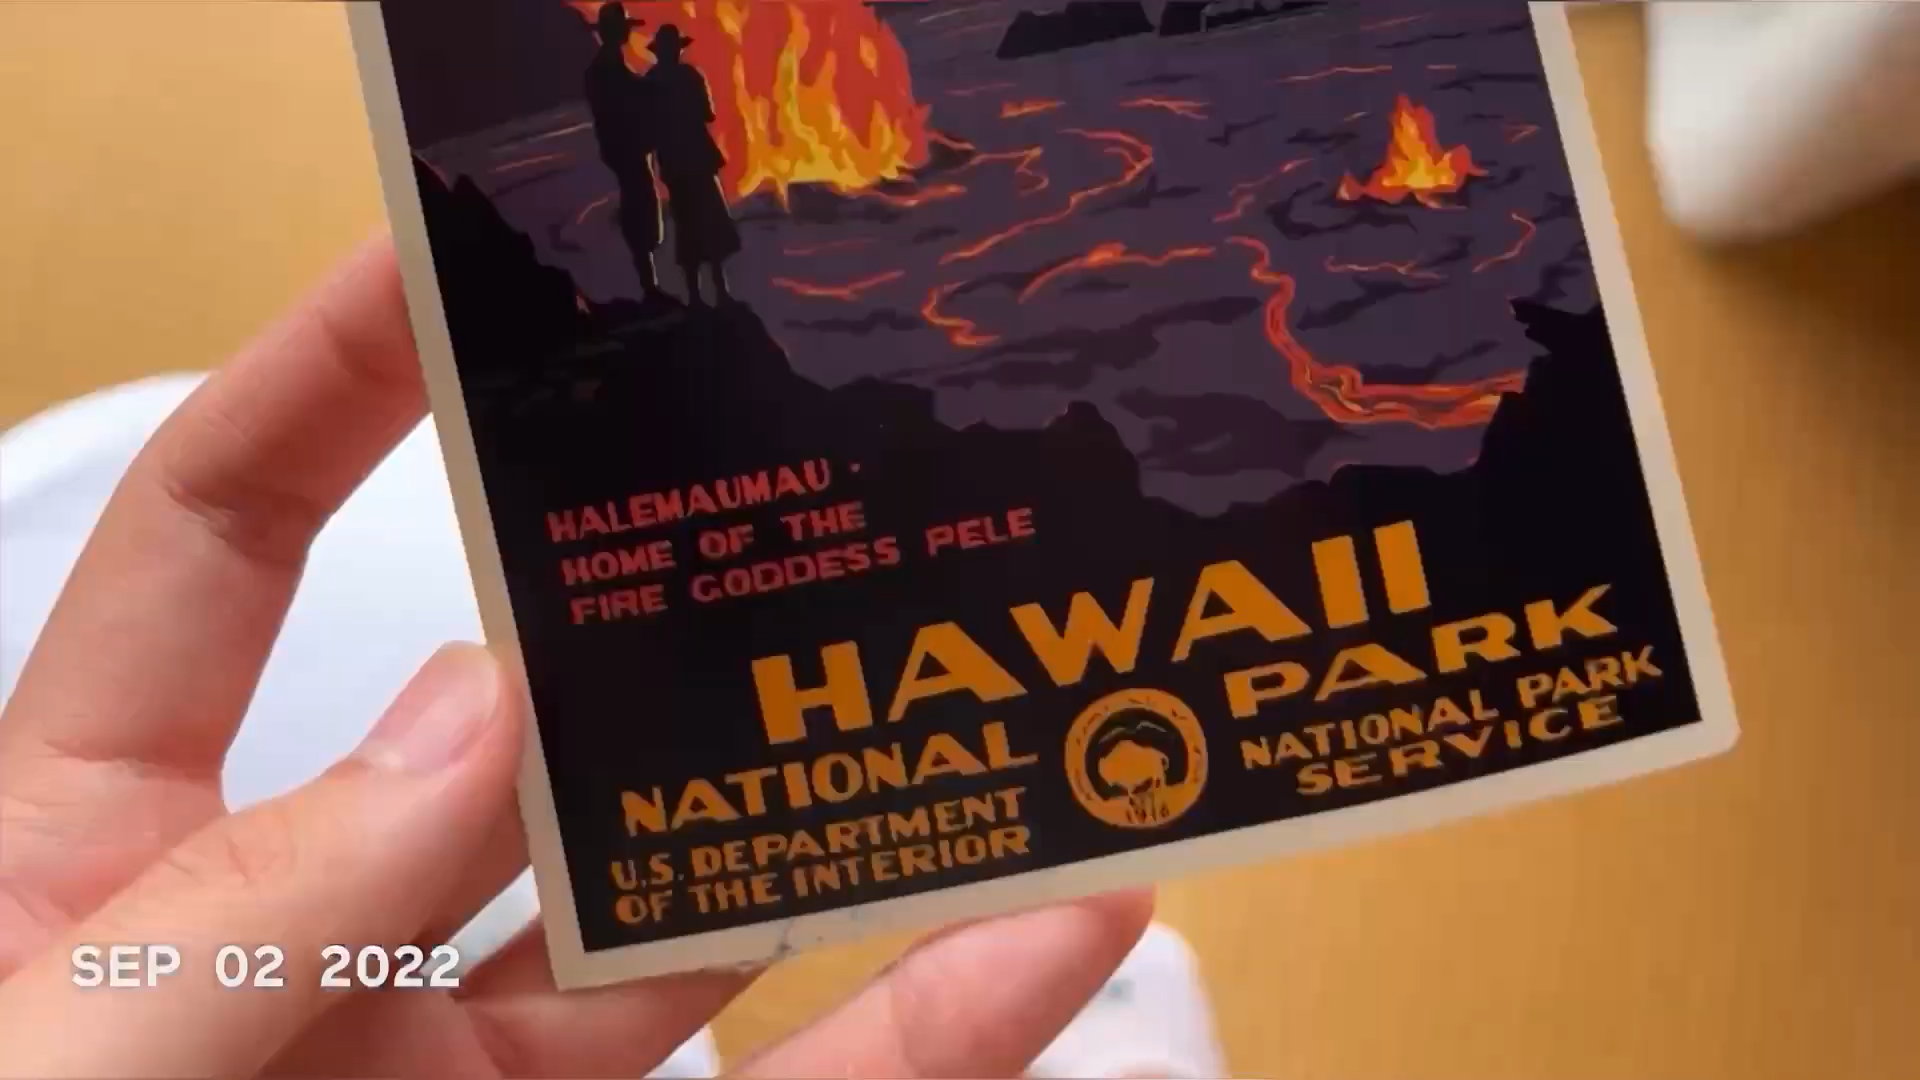 HALEMAUMAU ·
HOME OF THE
FIRE GODDESS PELE
HAWAII
NATIONAL PARK
U.S. DEPARTMENT
OF THE INTERIOR
NATIONAL PARK
SERVICE
1916
SEP 02 2022